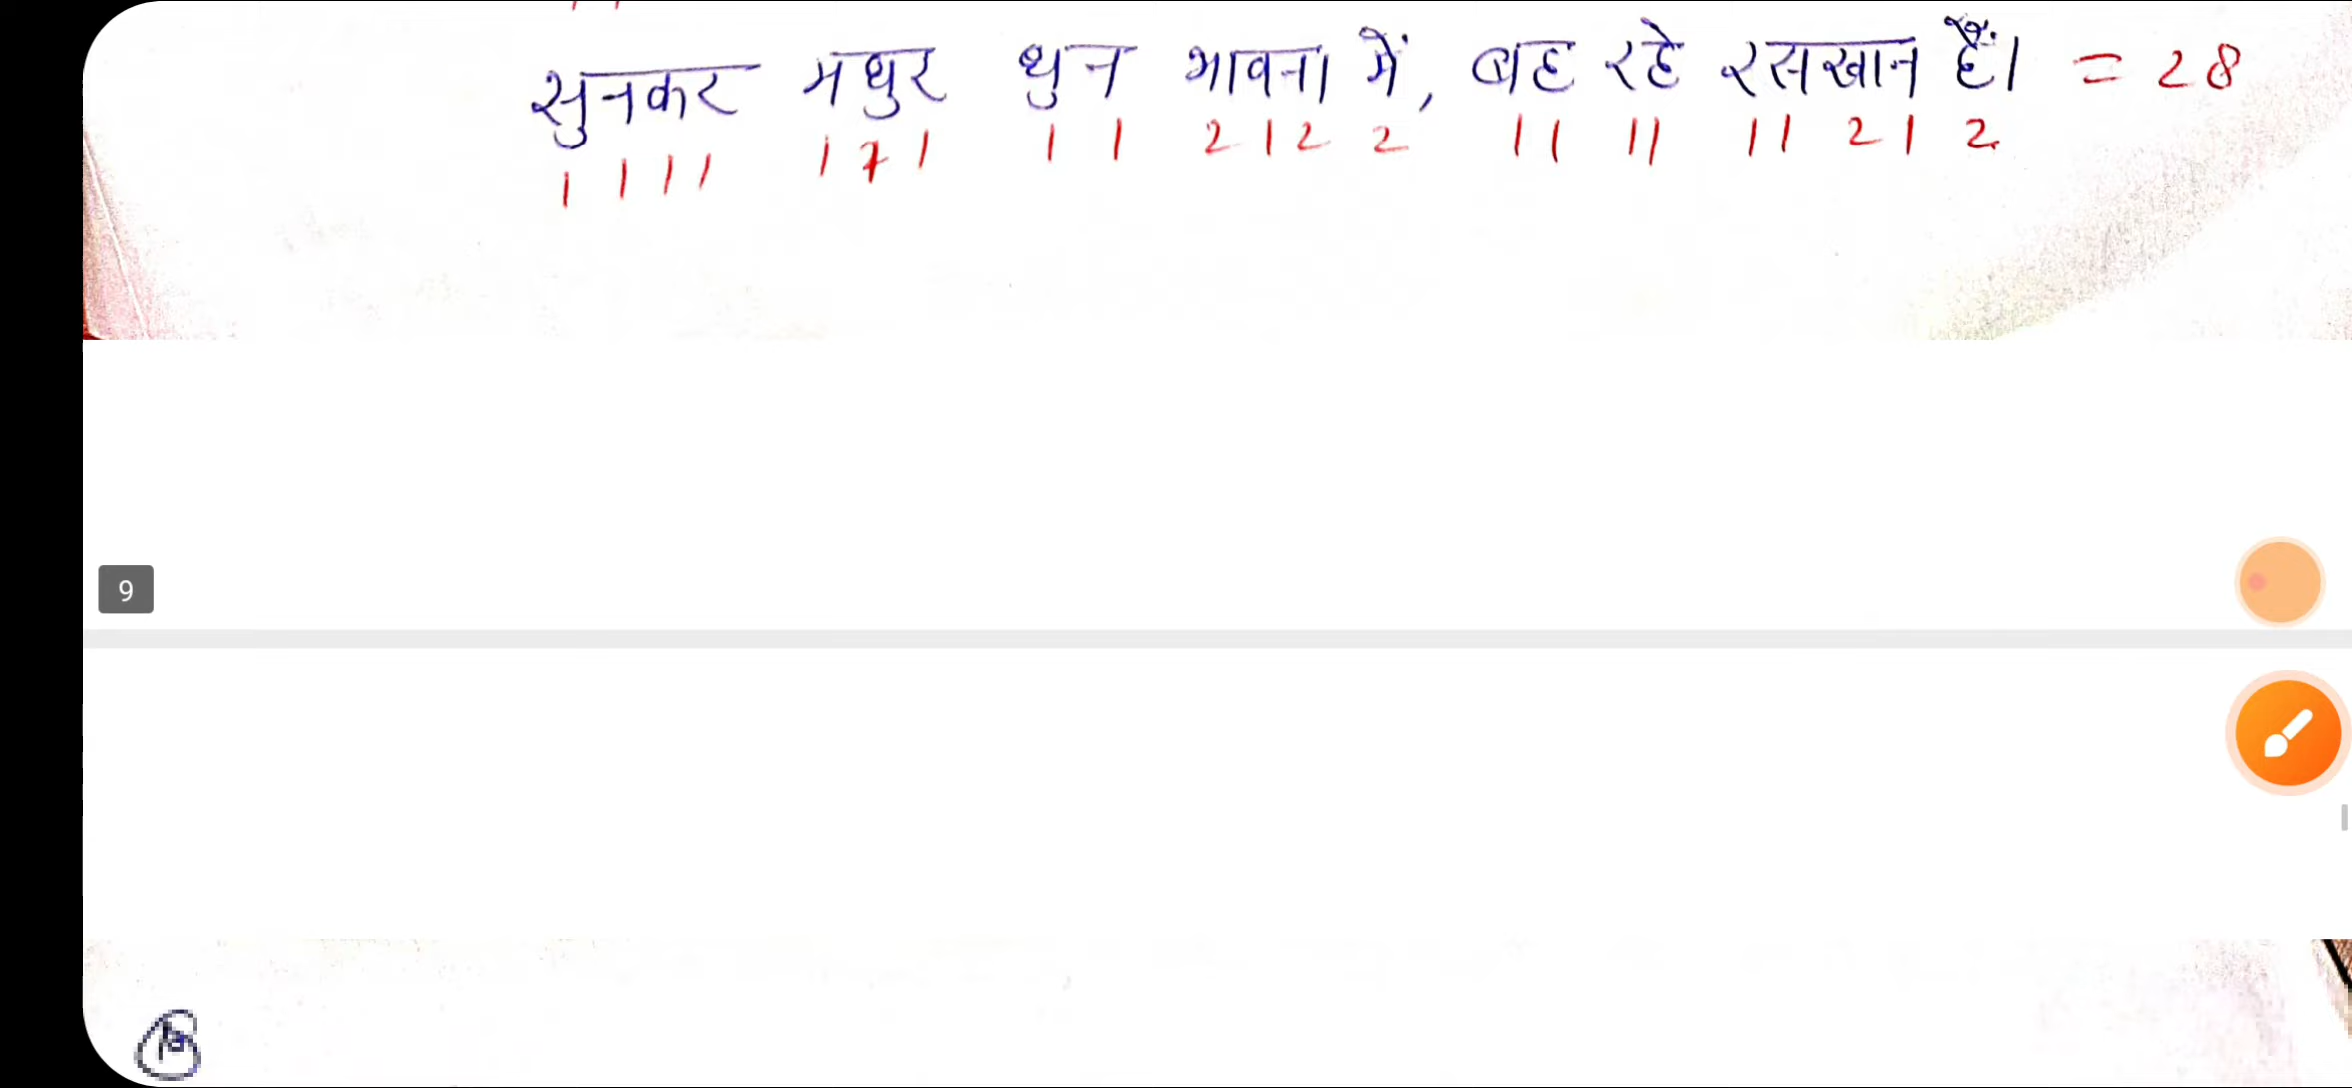 सुनकर मधुर धुन भावना में, बह रहे रसखान हैं। = 28
1 1 1 1 1 1 1 1 1 2 1 2 2 1 1 1 1 1 1 2 1 2
9